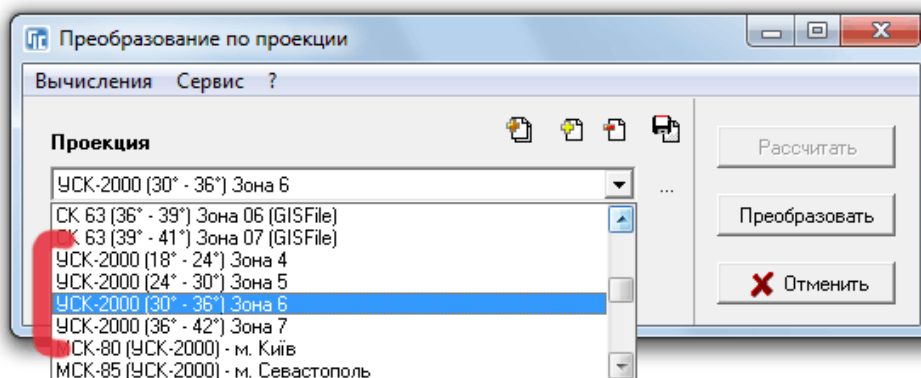 Преобразование по проекции
Вычисления Сервис ?
Проекция
Рассчитать
УСК-2000 (30° - 36°) Зона 6
...
СК 63 (36° - 39°) Зона 06 (GISFile)
СК 63 (39° - 41°) Зона 07 (GISFile)
Преобразовать
УСК-2000 (18° - 24°) Зона 4
УСК-2000 (24° - 30°) Зона 5
УСК-2000 (30° - 36°) Зона 6
Отменить
УСК-2000 (36° - 42°) Зона 7
МСК-80 (УСК-2000) - м. Київ
МСК-85 (УСК-2000) - м. Севастополь